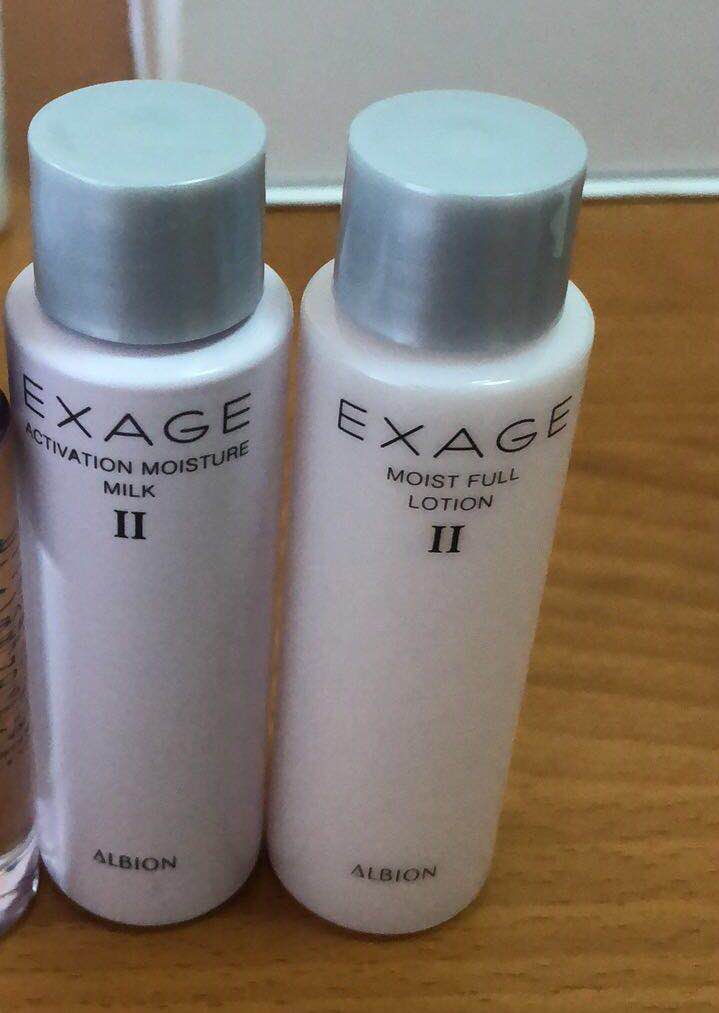 EXAGE
ACTIVATION MOISTURE
MILK
II
ALBION
EXAGE
MOIST FULL
LOTION
II
ALBION